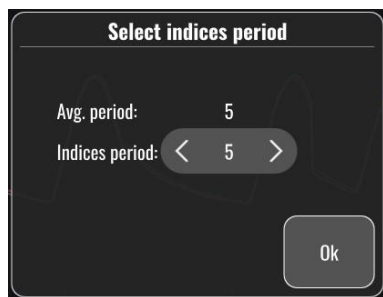 Select indices period
Avg. period: 5
Indices period: < 5 >
Ok